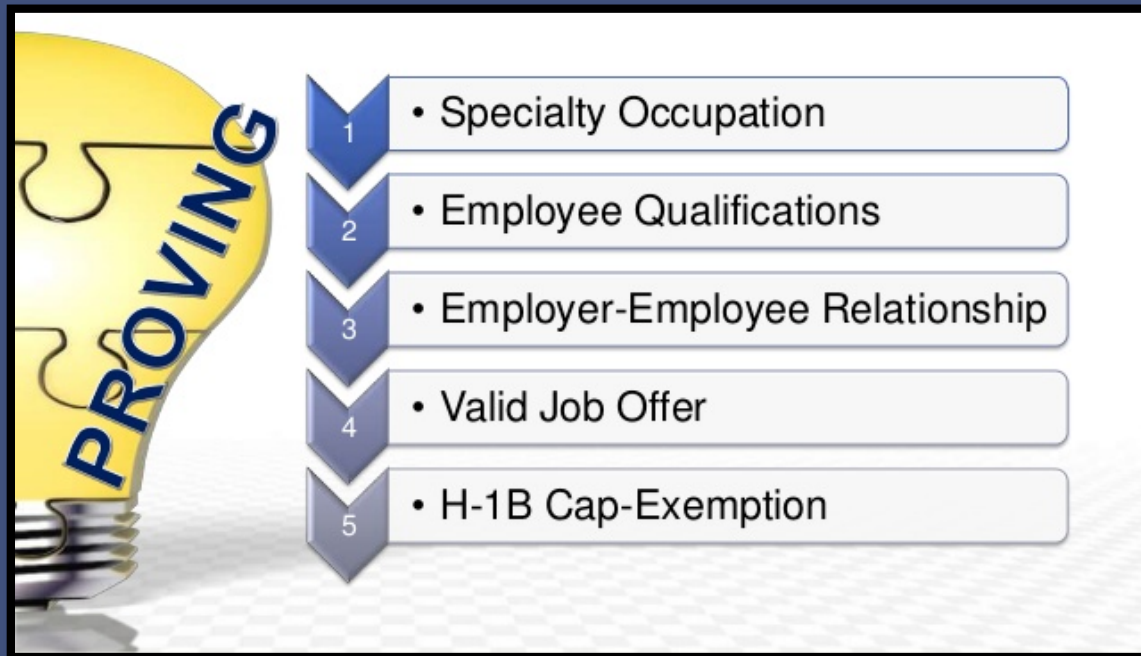 PROVING
1
• Specialty Occupation
2
• Employee Qualifications
3
• Employer-Employee Relationship
4
• Valid Job Offer
5
• H-1B Cap-Exemption